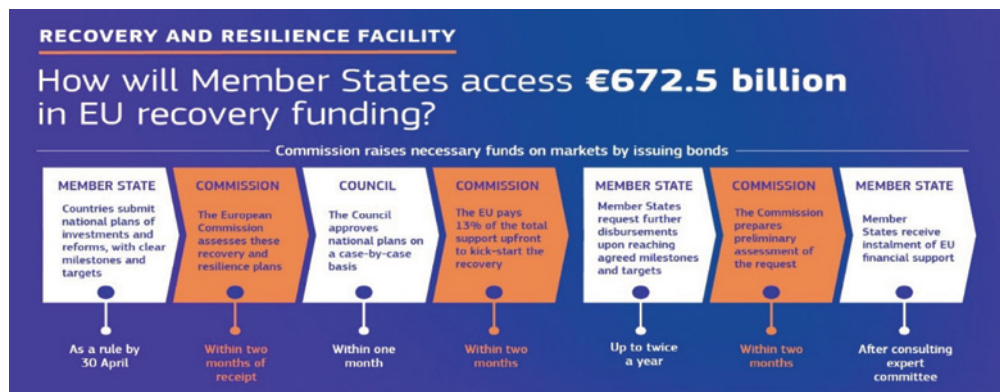 RECOVERY AND RESILIENCE FACILITY
How will Member States access €672.5 billion
in EU recovery funding?
Commission raises necessary funds on markets by issuing bonds
MEMBER STATE
Countries submit
national plans of
investments and
reforms, with clear
milestones and
targets
As a rule by
30 April
COMMISSION
The European
Commission
assesses these
recovery and
resilience plans
Within two
months of
receipt
COUNCIL
The Council
approves
national plans on
a case-by-case
basis
Within one
month
COMMISSION
The EU pays
13% of the total
support upfront
to kick-start the
recovery
Within two
months
MEMBER STATE
Member States
request further
disbursements
upon reaching
agreed milestones
and targets
Up to twice
a year
COMMISSION
The Commission
prepares
preliminary
assessment of
the request
Within two
months
MEMBER STATE
Member
States receive
instalment of EU
financial support
After consulting
expert
committee